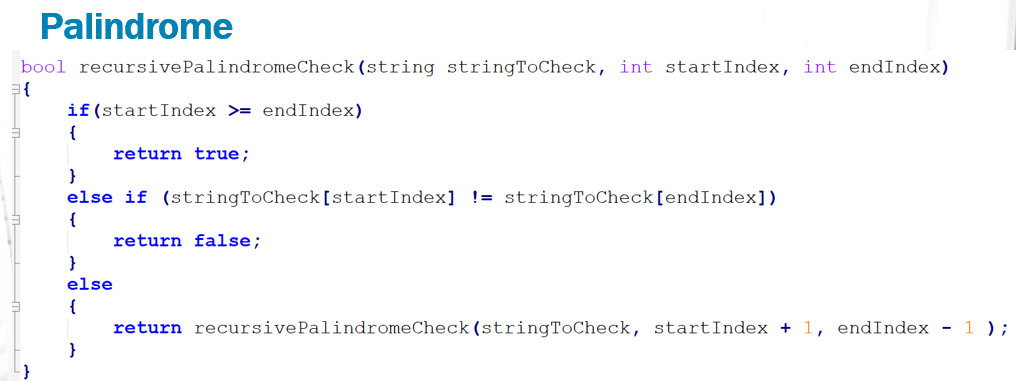 Palindrome
bool recursivePalindromeCheck(string stringToCheck, int startIndex, int endIndex)
{
    if(startIndex >= endIndex)
    {
        return true;
    }
    else if (stringToCheck[startIndex] != stringToCheck[endIndex])
    {
        return false;
    }
    else
    {
        return recursivePalindromeCheck(stringToCheck, startIndex + 1, endIndex - 1 );
    }
}